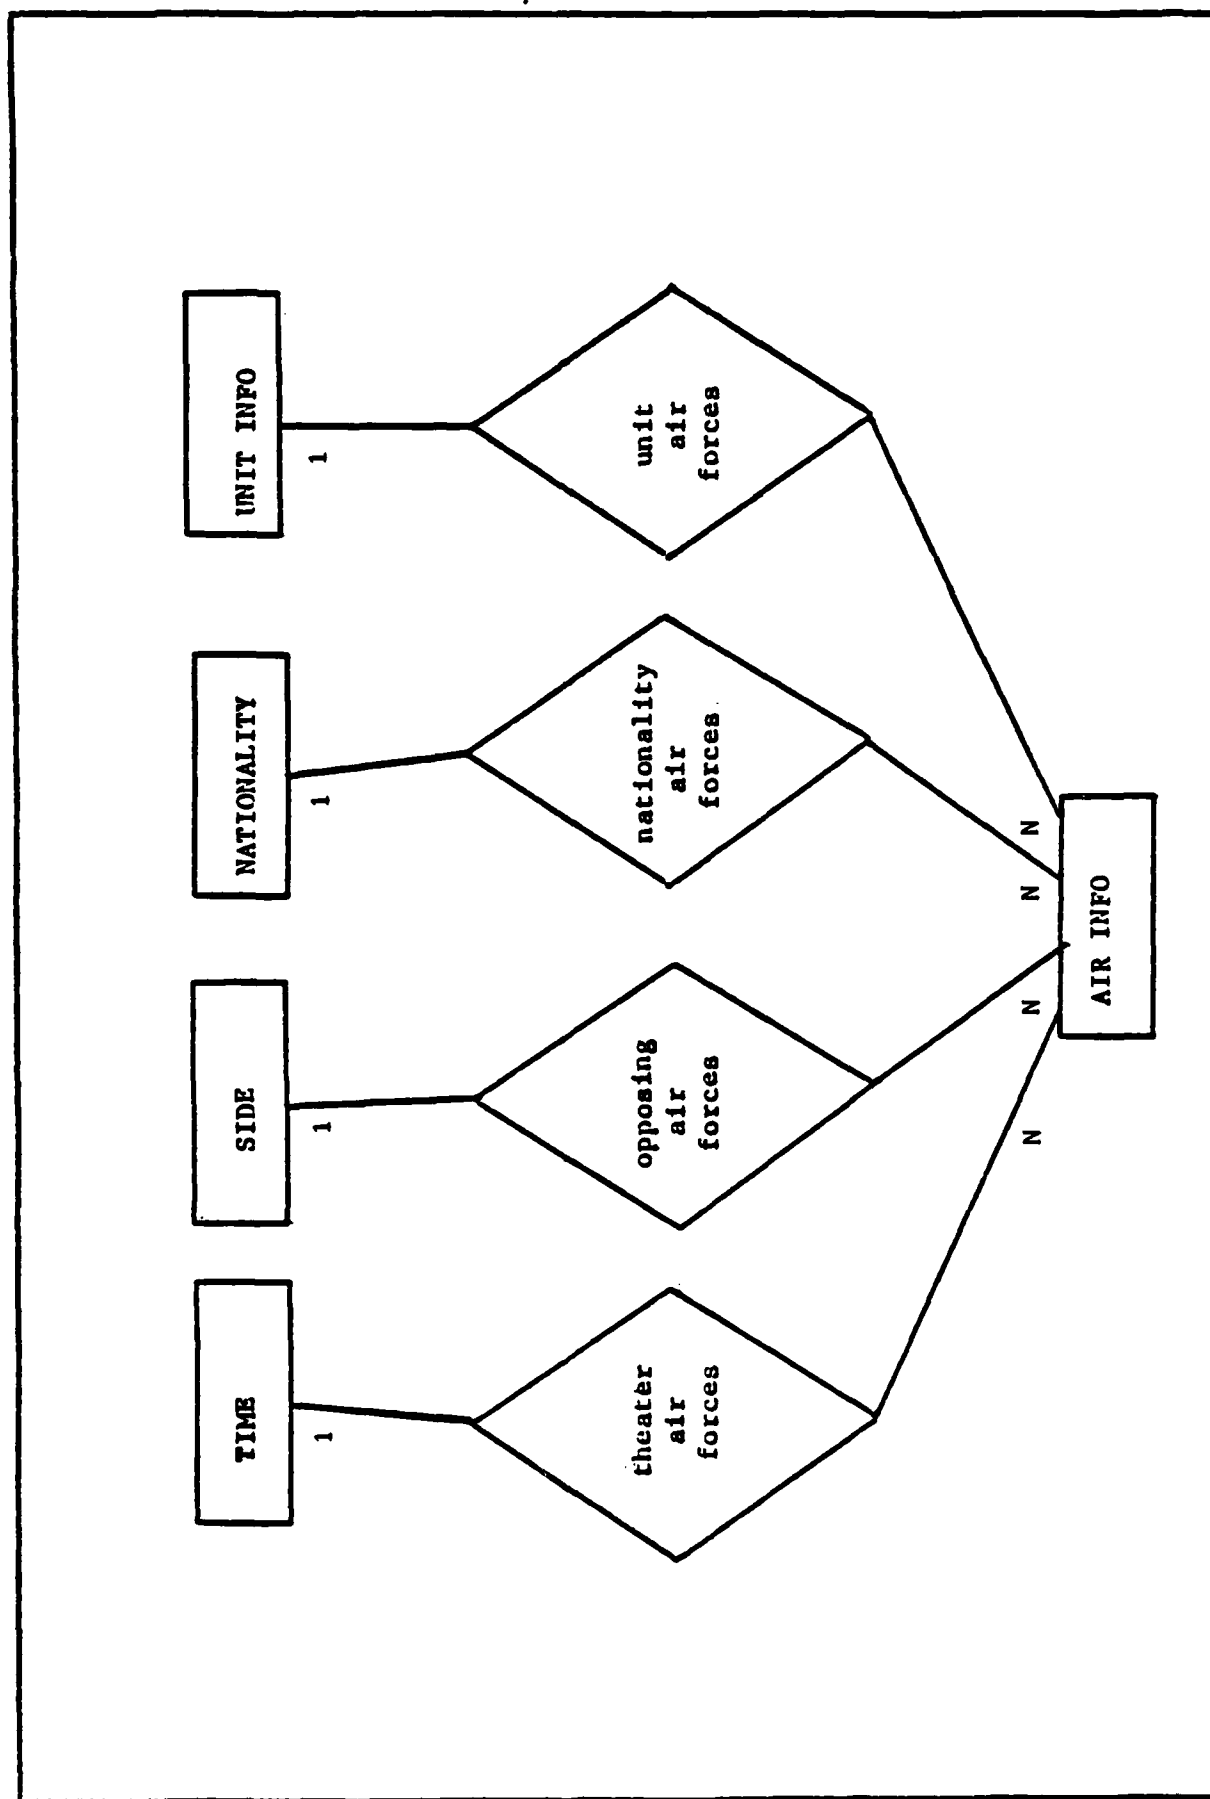 TIME
SIDE
NATIONALITY
UNIT INFO
1
1
1
1
theater
air
forces
opposing
air
forces
nationality
air
forces
unit
air
forces
N
N
N
N
AIR INFO